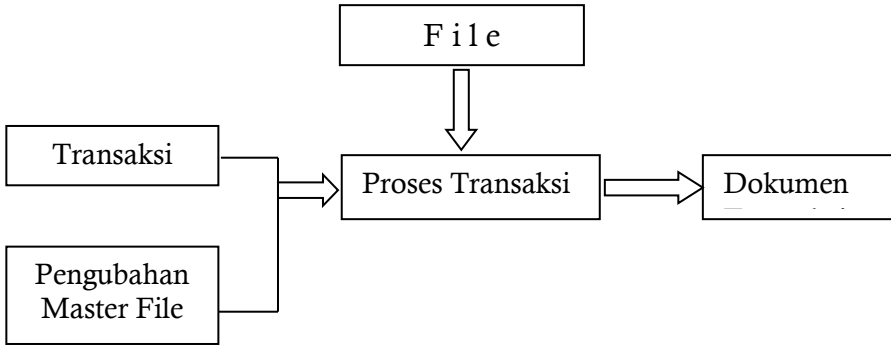 F i l e
Transaksi
Proses Transaksi
Dokumen
Pengubahan
Master File